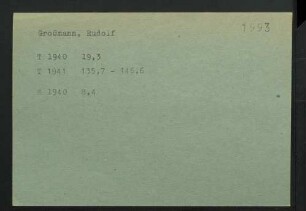 Großmann, Rudolf 1993
T 1940 19,3
T 1941 135,7 - 145,6
K 1940 8,4